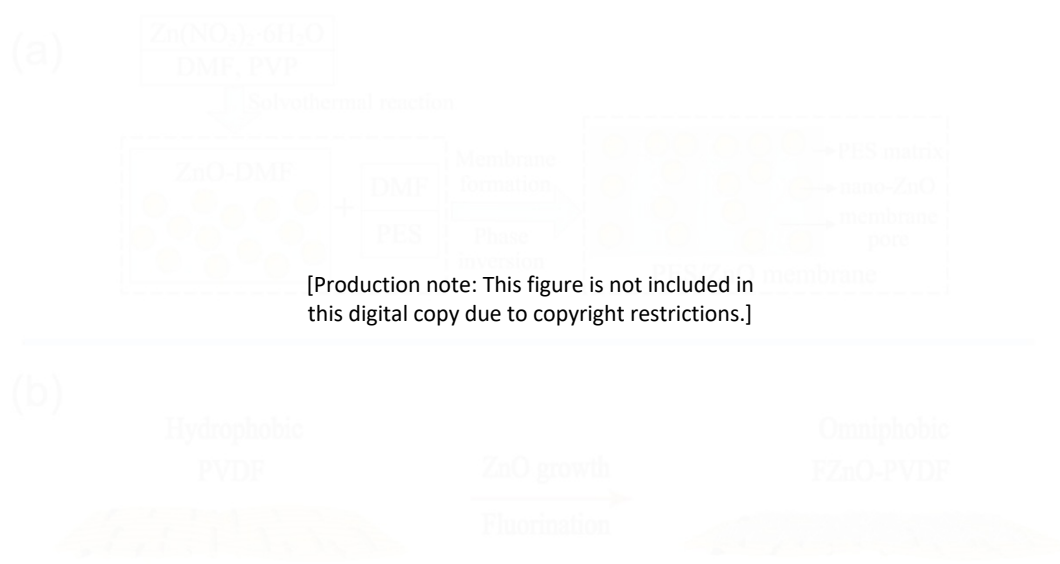 (a)
Zn(NO3)2·6H2O
DMF, PVP
Solvothermal reaction
ZnO-DMF
+
DMF
PES
Membrane
formation
Phase
Inversion
PES matrix
nano-ZnO
membrane
pore
PES/ZnO membrane
[Production note: This figure is not included in
this digital copy due to copyright restrictions.]
(b)
Hydrophobic
PVDF
ZnO growth
Fluorination
Omniphobic
FZnO-PVDF